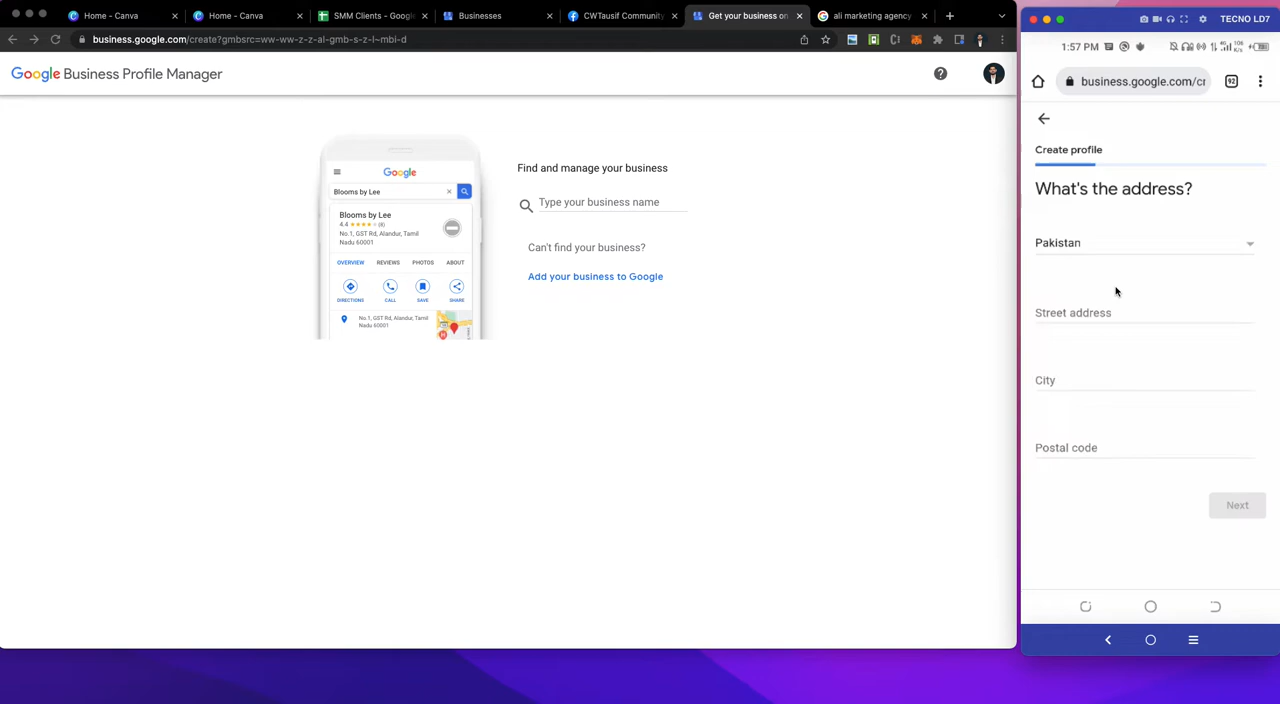 Home - Canva
Home - Canva
SMM Clients - Google
Businesses
CWTausif Community
Get your business on
ali marketing agency
TECNO LD7
business.google.com/create?gmbsrc=ww-ww-z-z-al-gmb-s-z-l~mbi-d
1:57 PM
Google Business Profile Manager
business.google.com/cr
92
Create profile
What's the address?
Google
Find and manage your business
Blooms by Lee
Type your business name
Blooms by Lee
4.4 ★★★★★ (6)
No.1, GST Rd, Alandur, Tamil
Nadu 60001
Can't find your business?
Pakistan
OVERVIEW REVIEWS PHOTOS ABOUT
Add your business to Google
DIRECTIONS CALL SAVE SHARE
Street address
No.1, GST Rd, Alandur, Tamil
Nadu 60001
City
Postal code
Next